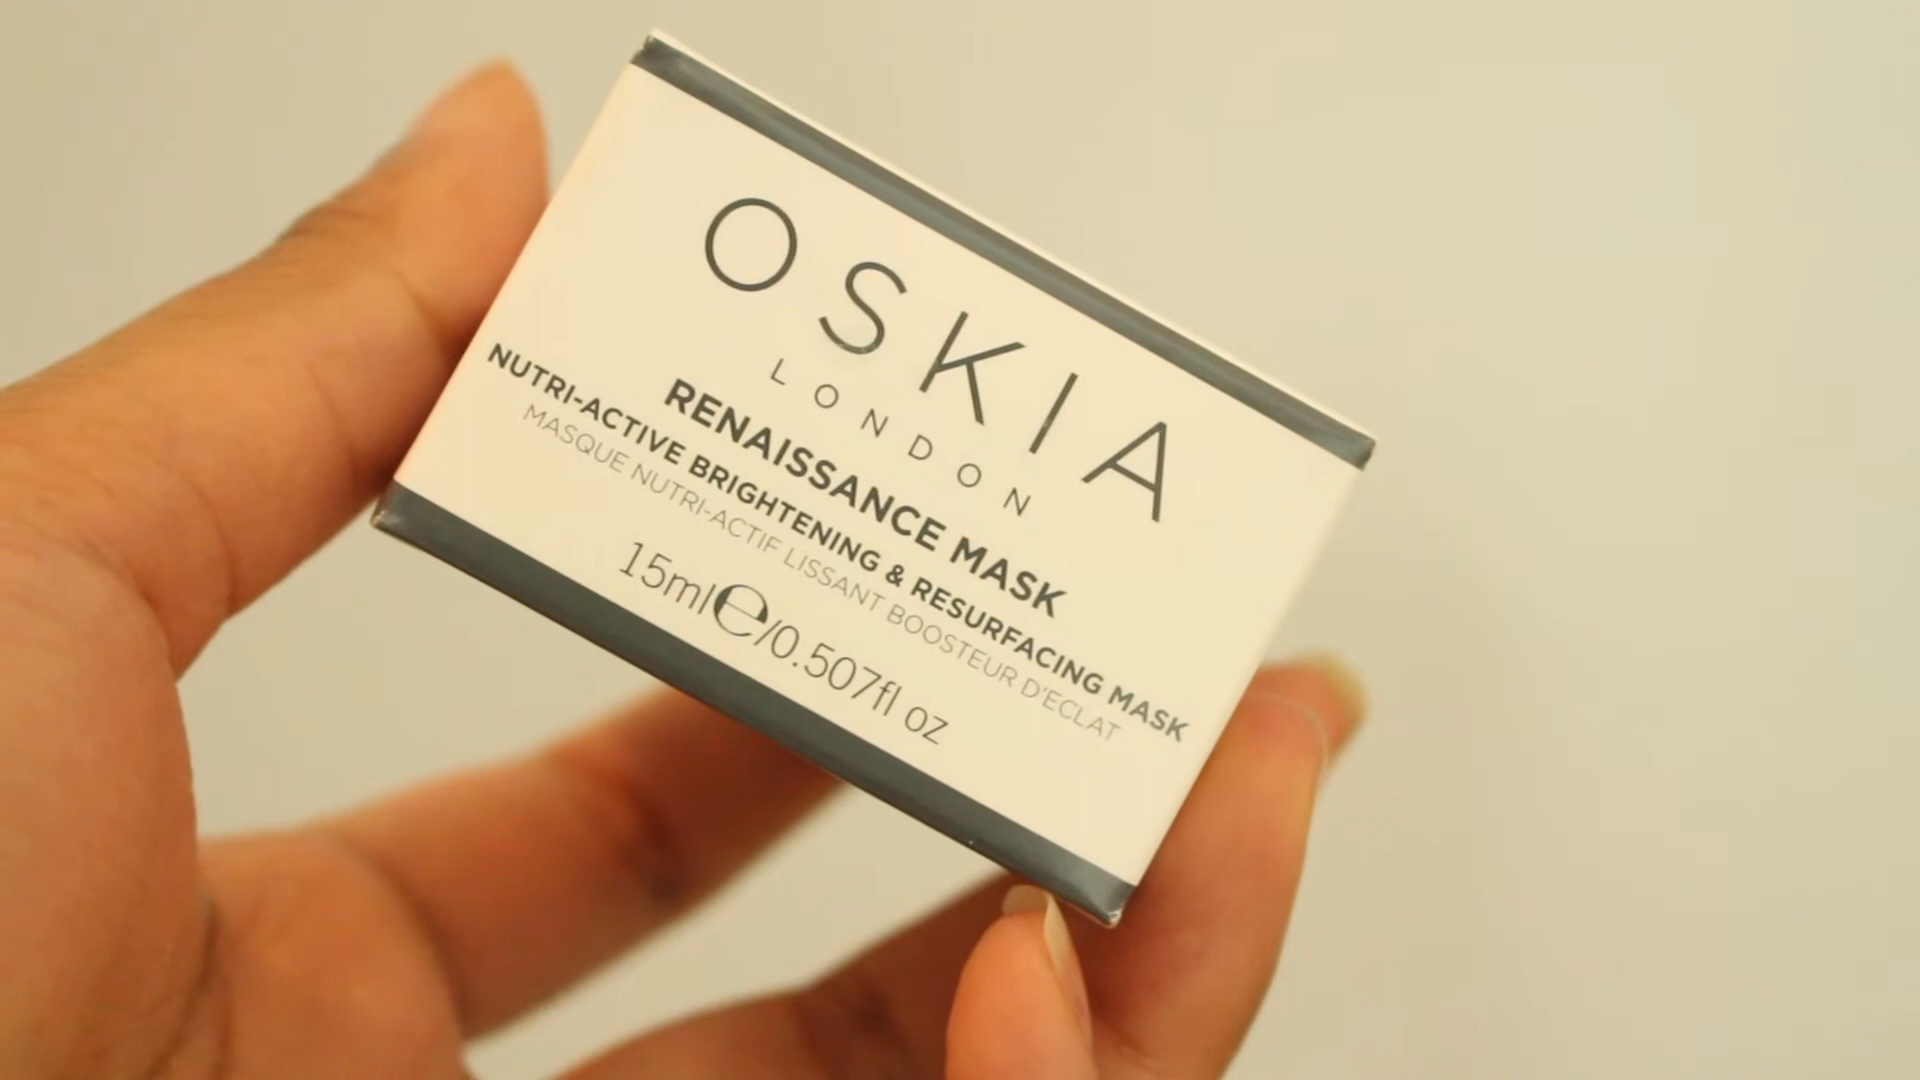 OSKIA
LONDON
RENAISSANCE MASK
NUTRI-ACTIVE BRIGHTENING & RESURFACING MASK
MASQUE NUTRI-ACTIF LISSANT BOOSTEUR D'ECLAT
15ml℮/0.507fl oz